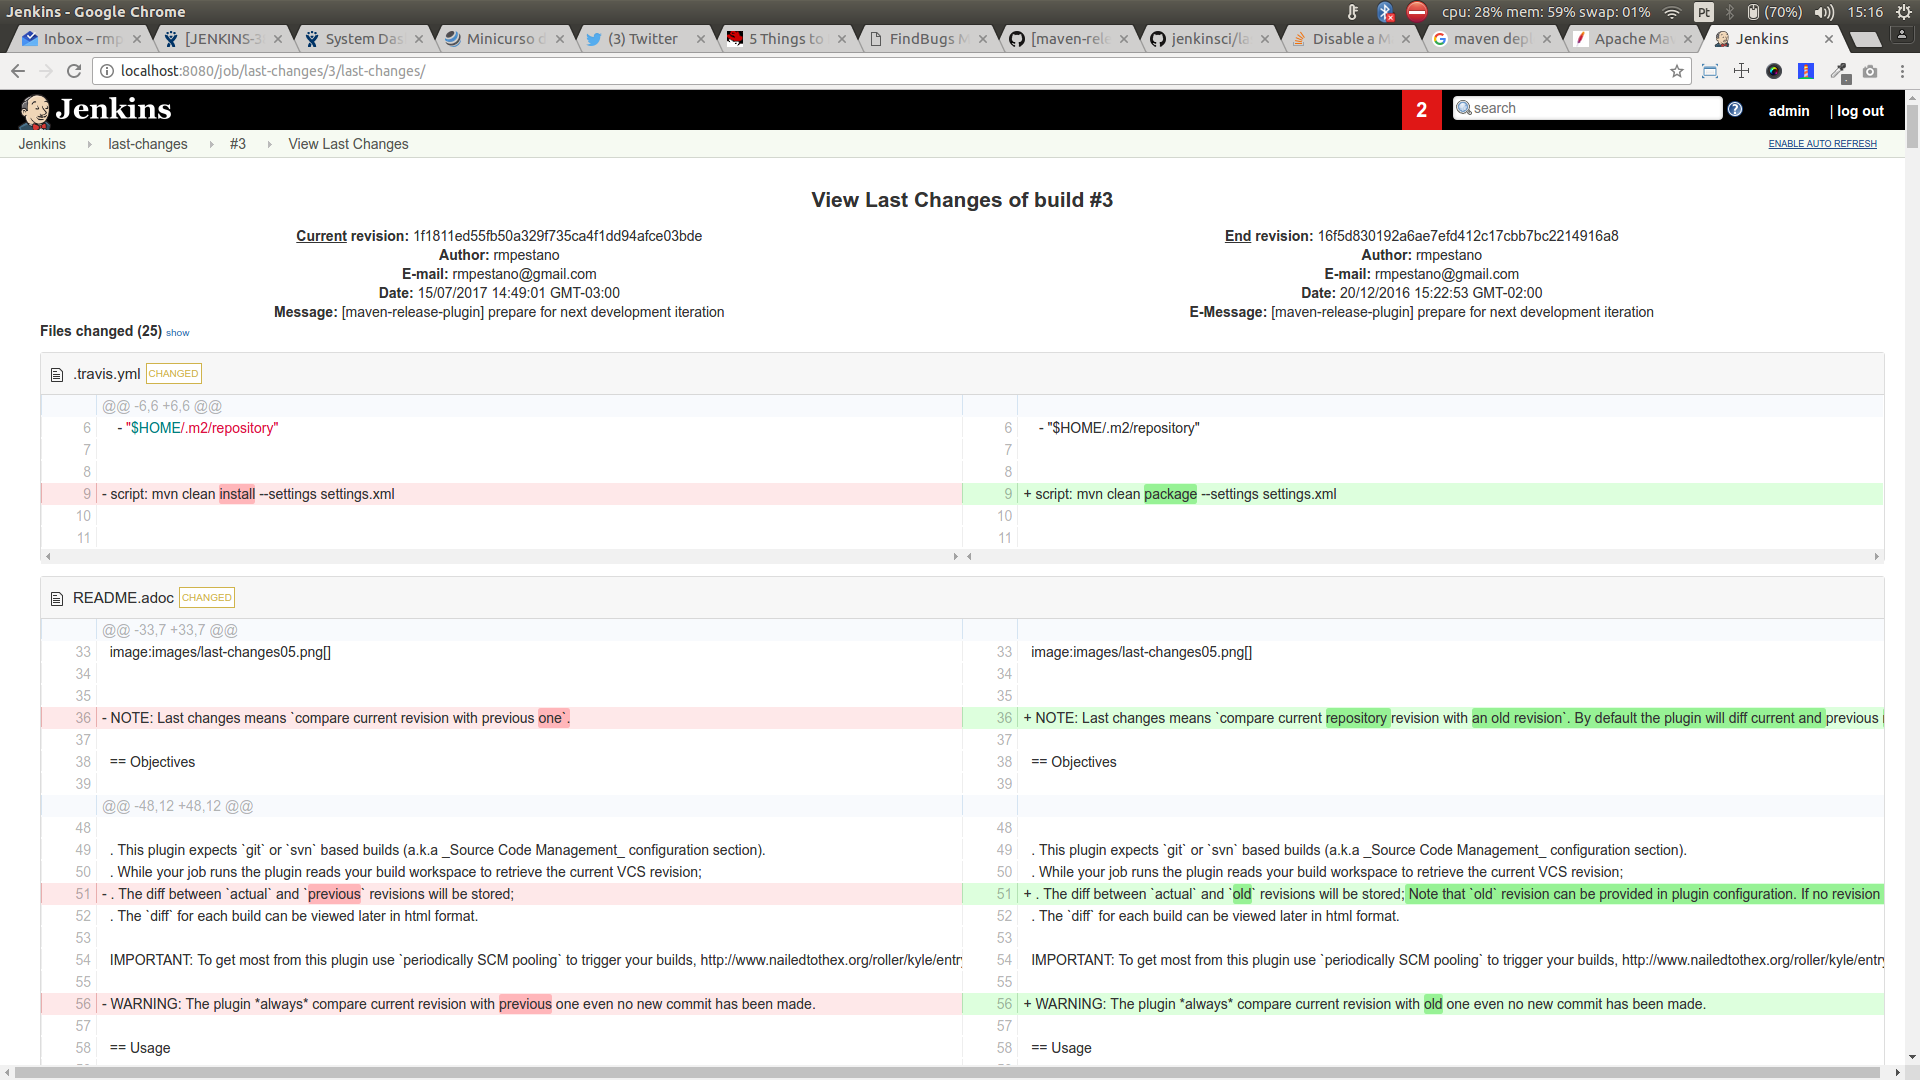 Jenkins - Google Chrome
cpu: 28% mem: 59% swap: 01% Pt (70%) 15:16
Inbox – rmp [JENKINS-3 System Das Minicurso d (3) Twitter 5 Things to FindBugs M [maven-rele jenkinsci/la Disable a M maven depl Apache Ma Jenkins
localhost:8080/job/last-changes/3/last-changes/
Jenkins 2 search admin | log out
Jenkins last-changes #3 View Last Changes ENABLE AUTO REFRESH
View Last Changes of build #3
Current revision: 1f1811ed55fb50a329f735ca4f1dd94afce03bde
Author: rmpestano
E-mail: rmpestano@gmail.com
Date: 15/07/2017 14:49:01 GMT-03:00
Message: [maven-release-plugin] prepare for next development iteration
End revision: 16f5d830192a6ae7efd412c17cbb7bc2214916a8
Author: rmpestano
E-mail: rmpestano@gmail.com
Date: 20/12/2016 15:22:53 GMT-02:00
E-Message: [maven-release-plugin] prepare for next development iteration
Files changed (25) show
.travis.yml CHANGED
@@ -6,6 +6,6 @@
6 - "$HOME/.m2/repository" 6 - "$HOME/.m2/repository"
7 7
8 8
9 - script: mvn clean install --settings settings.xml 9 + script: mvn clean package --settings settings.xml
10 10
11 11
README.adoc CHANGED
@@ -33,7 +33,7 @@
33 image:images/last-changes05.png[] 33 image:images/last-changes05.png[]
34 34
35 35
36 - NOTE: Last changes means `compare current revision with previous one`. 36 + NOTE: Last changes means `compare current repository revision with an old revision`. By default the plugin will diff current and previous
37 37
38 == Objectives 38 == Objectives
39 39
@@ -48,12 +48,12 @@
48 48
49 . This plugin expects `git` or `svn` based builds (a.k.a _Source Code Management_ configuration section). 49 . This plugin expects `git` or `svn` based builds (a.k.a _Source Code Management_ configuration section).
50 . While your job runs the plugin reads your build workspace to retrieve the current VCS revision; 50 . While your job runs the plugin reads your build workspace to retrieve the current VCS revision;
51 - . The diff between `actual` and `previous` revisions will be stored; 51 + . The diff between `actual` and `old` revisions will be stored; Note that `old` revision can be provided in plugin configuration. If no revision
52 . The `diff` for each build can be viewed later in html format. 52 . The `diff` for each build can be viewed later in html format.
53 53
54 IMPORTANT: To get most from this plugin use `periodically SCM pooling` to trigger your builds, http://www.nailedtothex.org/roller/kyle/entry 54 IMPORTANT: To get most from this plugin use `periodically SCM pooling` to trigger your builds, http://www.nailedtothex.org/roller/kyle/entry
55 55
56 - WARNING: The plugin *always* compare current revision with previous one even no new commit has been made. 56 + WARNING: The plugin *always* compare current revision with old one even no new commit has been made.
57 57
58 == Usage 58 == Usage